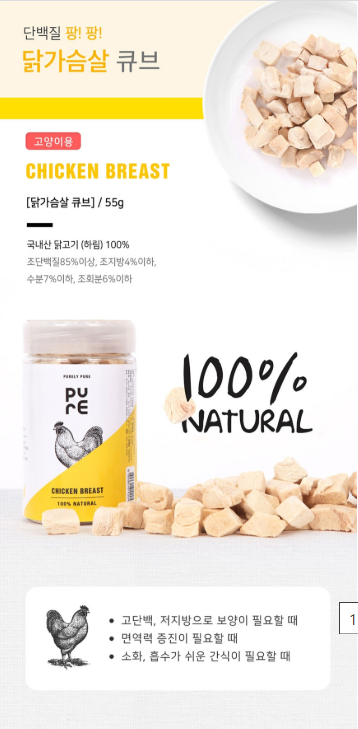 단백질 팡! 팡!
닭가슴살 큐브
고양이용
CHICKEN BREAST
[닭가슴살 큐브] / 55g
국내산 닭고기 (하림) 100%
조단백질85%이상, 조지방4%이하,
수분7%이하, 조회분6%이하
PURELY PURE
PU
RE
CHICKEN BREAST
100% NATURAL
100%
NATURAL
고단백, 저지방으로 보양이 필요할 때
면역력 증진이 필요할 때
소화, 흡수가 쉬운 간식이 필요할 때
1